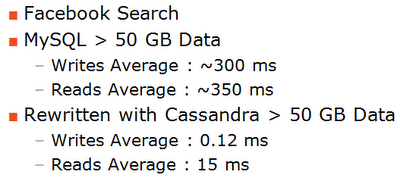 Facebook Search
MySQL > 50 GB Data
– Writes Average : ~300 ms
– Reads Average : ~350 ms
Rewritten with Cassandra > 50 GB Data
– Writes Average : 0.12 ms
– Reads Average : 15 ms